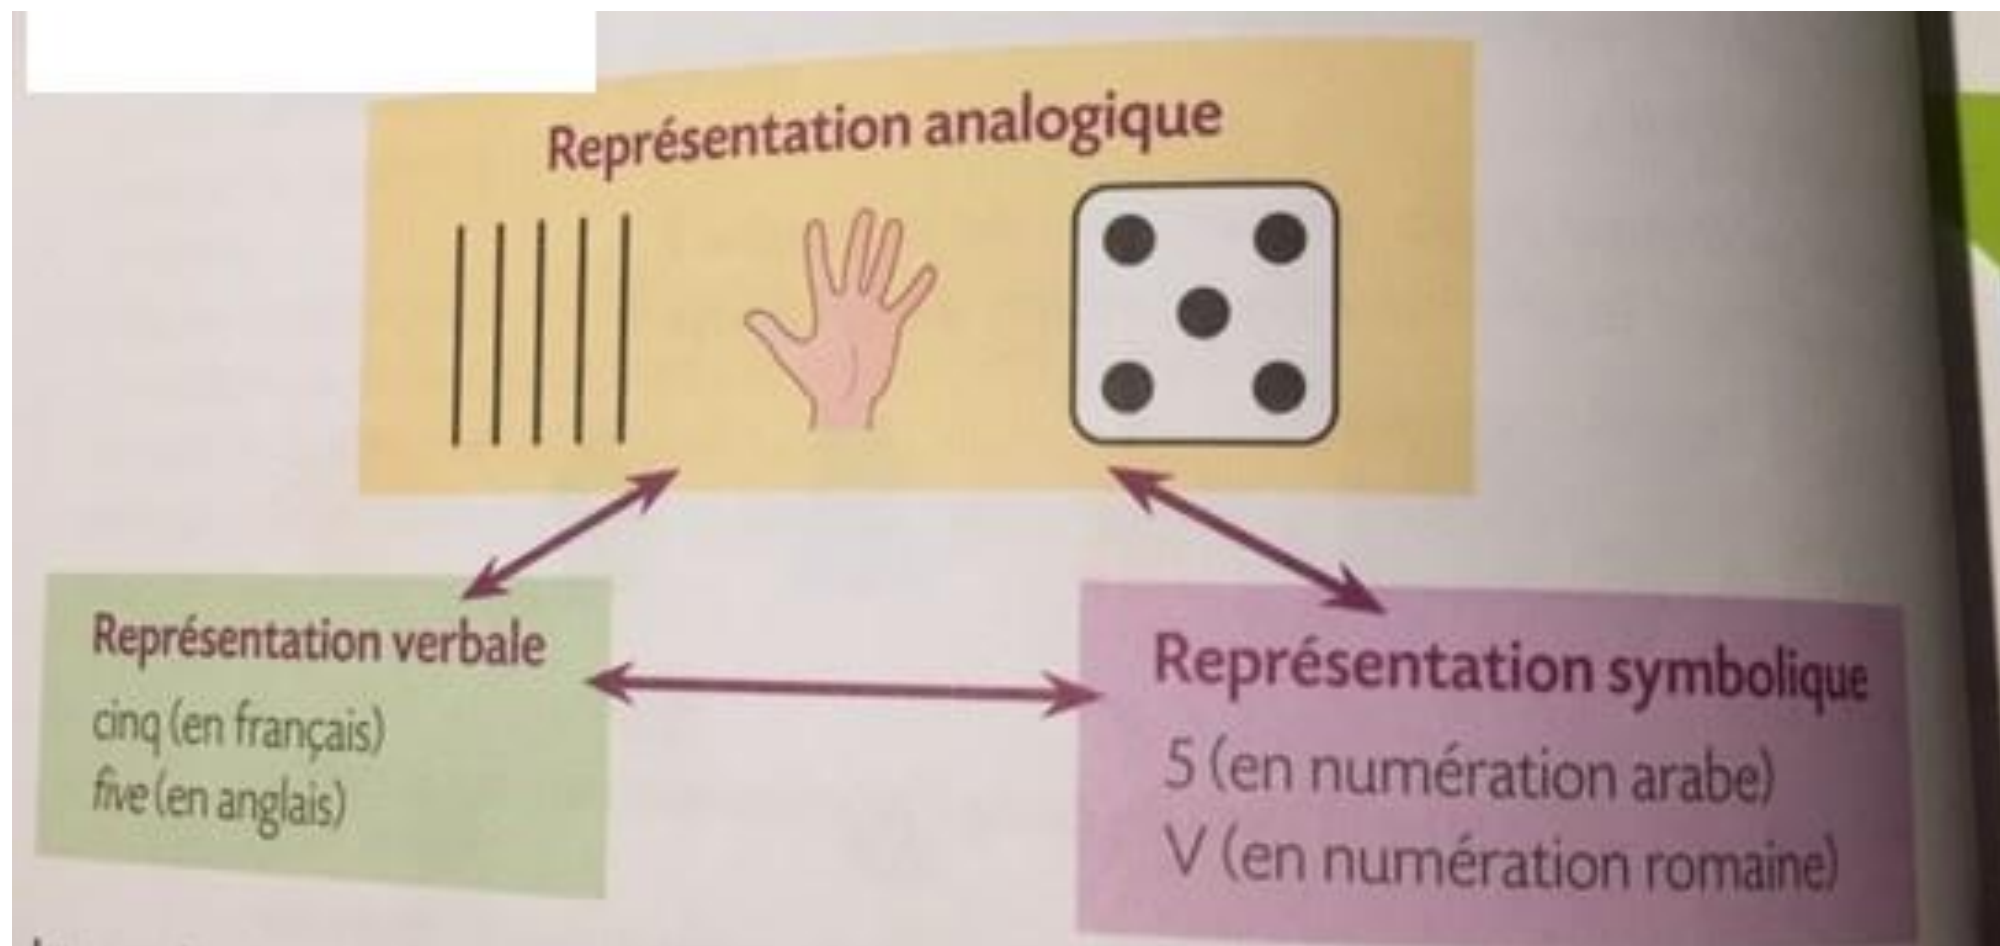 Représentation analogique
Représentation verbale
cinq (en français)
five (en anglais)
Représentation symbolique
5 (en numération arabe)
V (en numération romaine)